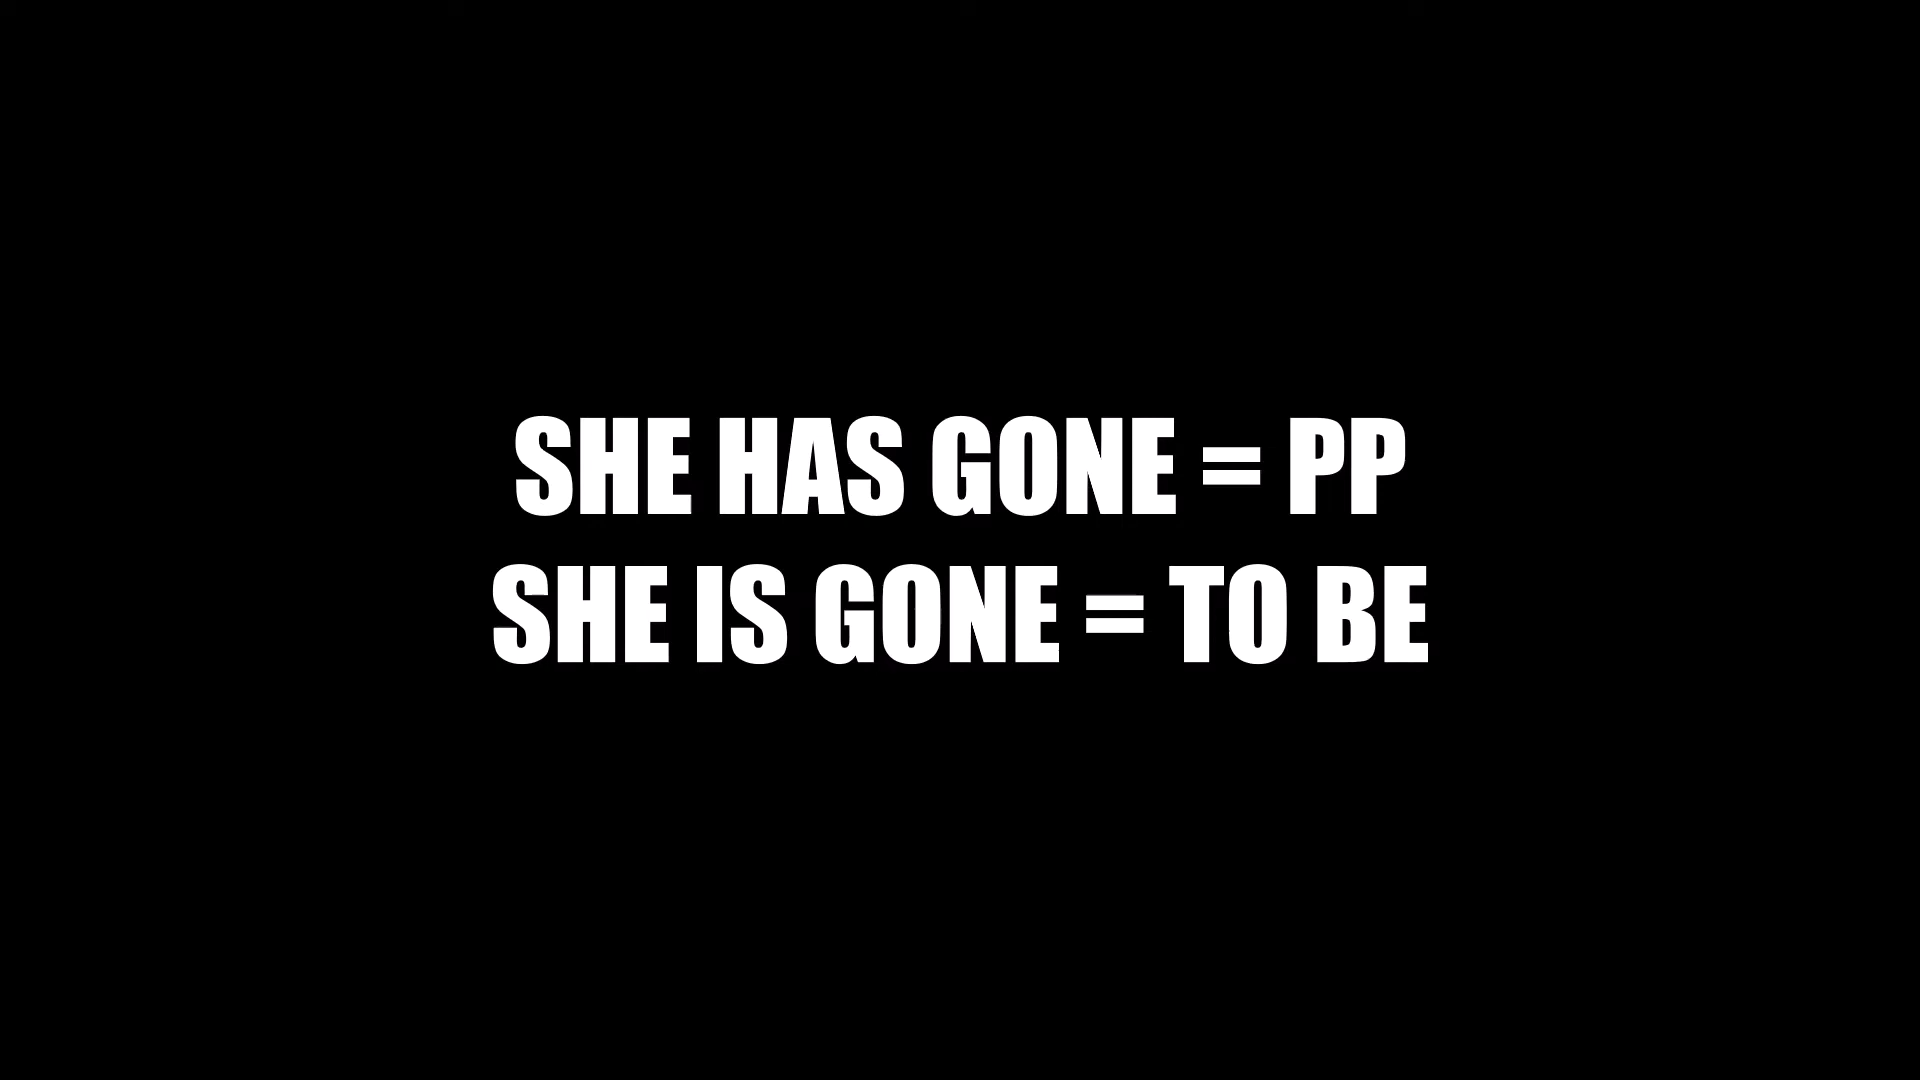 SHE HAS GONE = PP
SHE IS GONE = TO BE